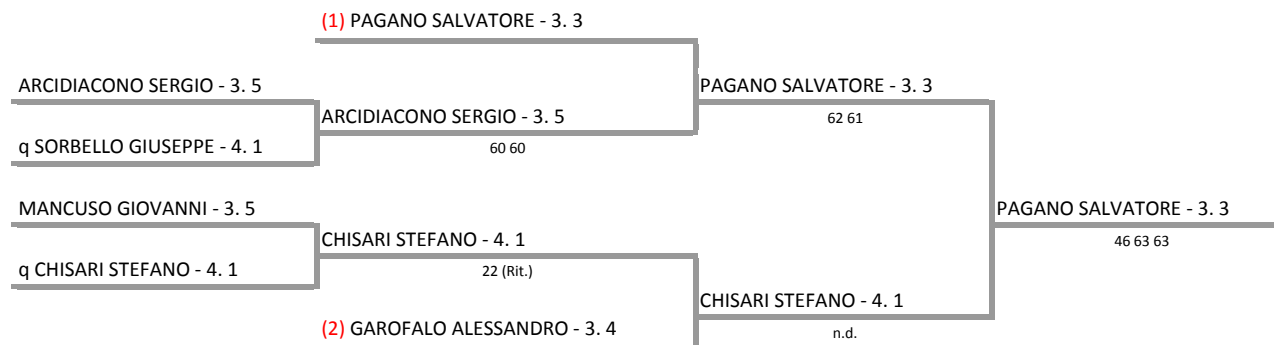 (1) PAGANO SALVATORE - 3. 3
ARCIDIACONO SERGIO - 3. 5
PAGANO SALVATORE - 3. 3
ARCIDIACONO SERGIO - 3. 5
62 61
q SORBELLO GIUSEPPE - 4. 1
60 60
MANCUSO GIOVANNI - 3. 5
PAGANO SALVATORE - 3. 3
CHISARI STEFANO - 4. 1
46 63 63
q CHISARI STEFANO - 4. 1
22 (Rit.)
CHISARI STEFANO - 4. 1
(2) GAROFALO ALESSANDRO - 3. 4
n.d.